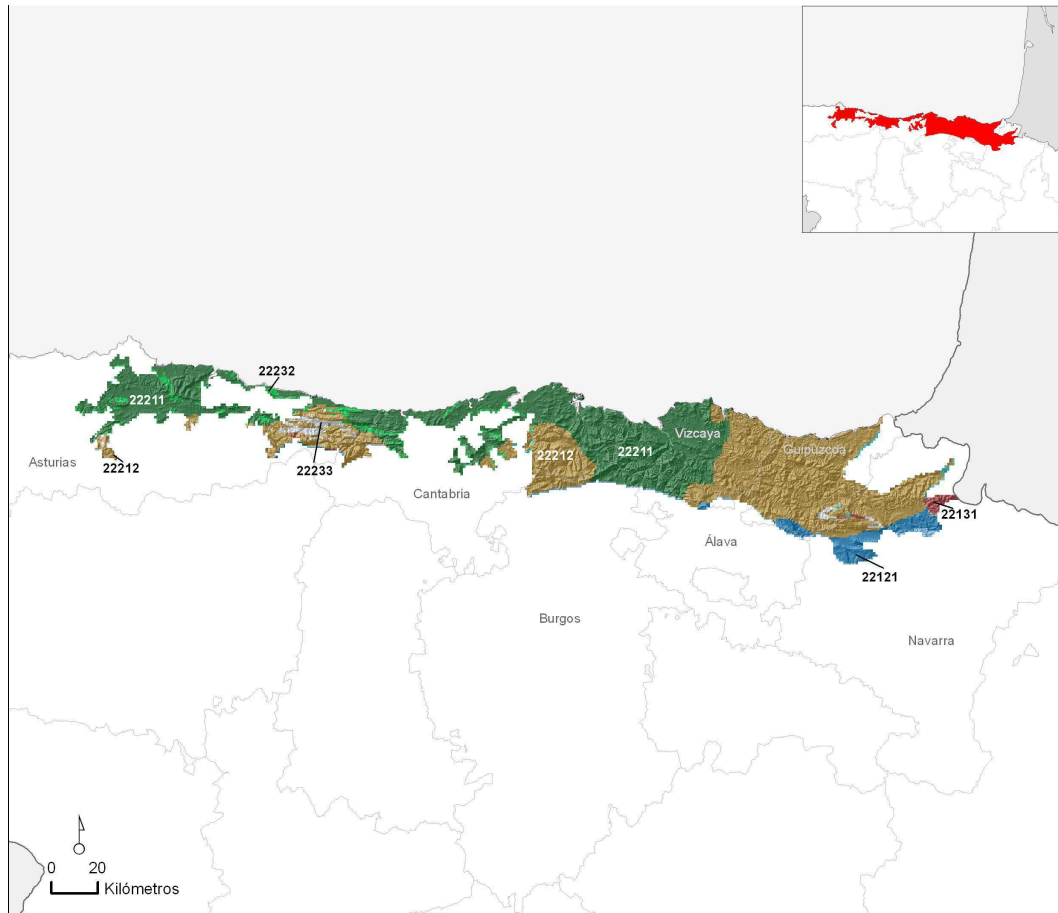 22232
22211
Vizcaya
Guipúzcoa
22212
22211
22212
Asturias
22233
Cantabria
22131
Álava
22121
Burgos
Navarra
0 20
Kilómetros